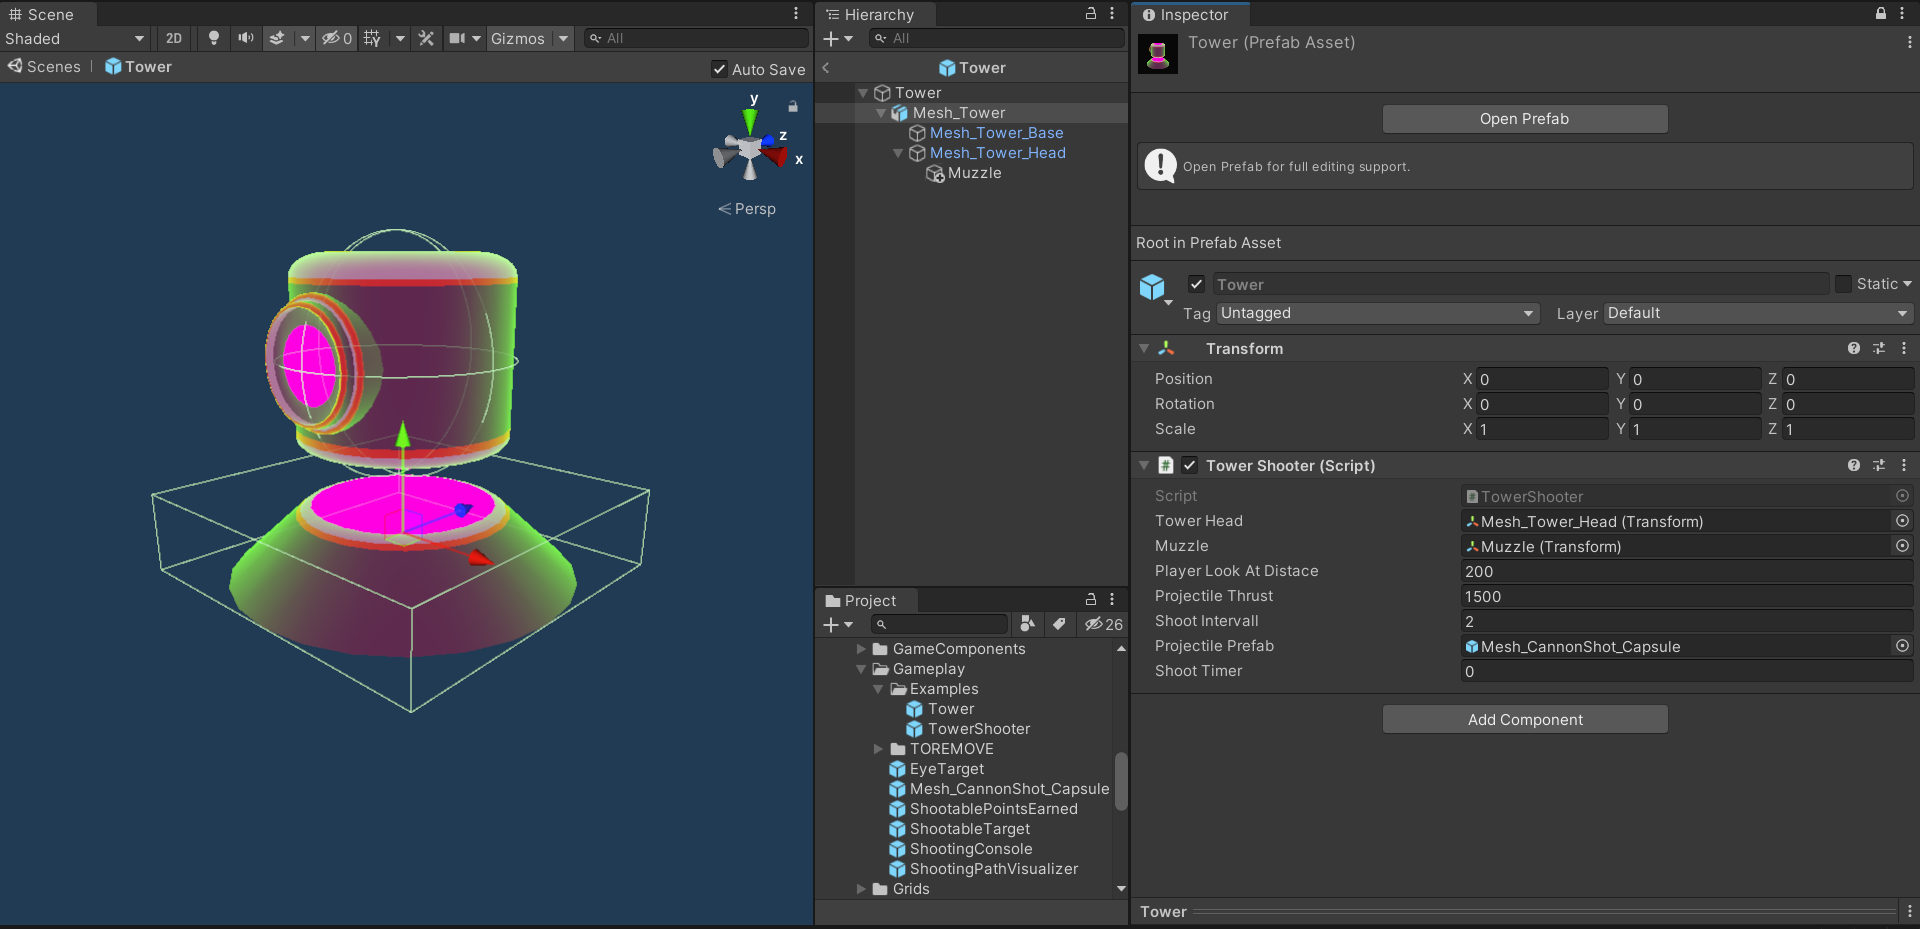 Scene
Shaded
2D
0
Gizmos
All
Scenes
Tower
Auto Save
y
z
x
Persp
Hierarchy
All
Tower
Tower
Mesh_Tower
Mesh_Tower_Base
Mesh_Tower_Head
Muzzle
Project
26
GameComponents
Gameplay
Examples
Tower
TowerShooter
TOREMOVE
EyeTarget
Mesh_CannonShot_Capsule
ShootablePointsEarned
ShootableTarget
ShootingConsole
ShootingPathVisualizer
Grids
Inspector
Tower (Prefab Asset)
Open Prefab
Open Prefab for full editing support.
Root in Prefab Asset
Tower
Static
Tag Untagged Layer Default
Transform
Position X 0 Y 0 Z 0
Rotation X 0 Y 0 Z 0
Scale X 1 Y 1 Z 1
# Tower Shooter (Script)
Script TowerShooter
Tower Head Mesh_Tower_Head (Transform)
Muzzle Muzzle (Transform)
Player Look At Distace 200
Projectile Thrust 1500
Shoot Intervall 2
Projectile Prefab Mesh_CannonShot_Capsule
Shoot Timer 0
Add Component
Tower